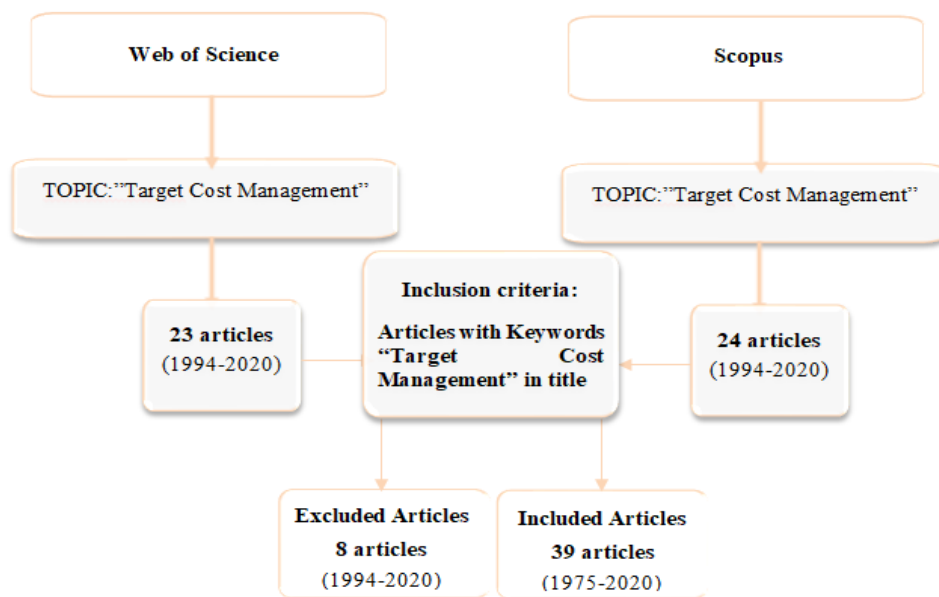 Web of Science
Scopus
TOPIC:”Target Cost Management”
TOPIC:"Target Cost Management”
23 articles
(1994-2020)
Inclusion criteria:
Articles with Keywords
“Target Cost
Management” in title
24 articles
(1994-2020)
Excluded Articles
8 articles
(1994-2020)
Included Articles
39 articles
(1975-2020)